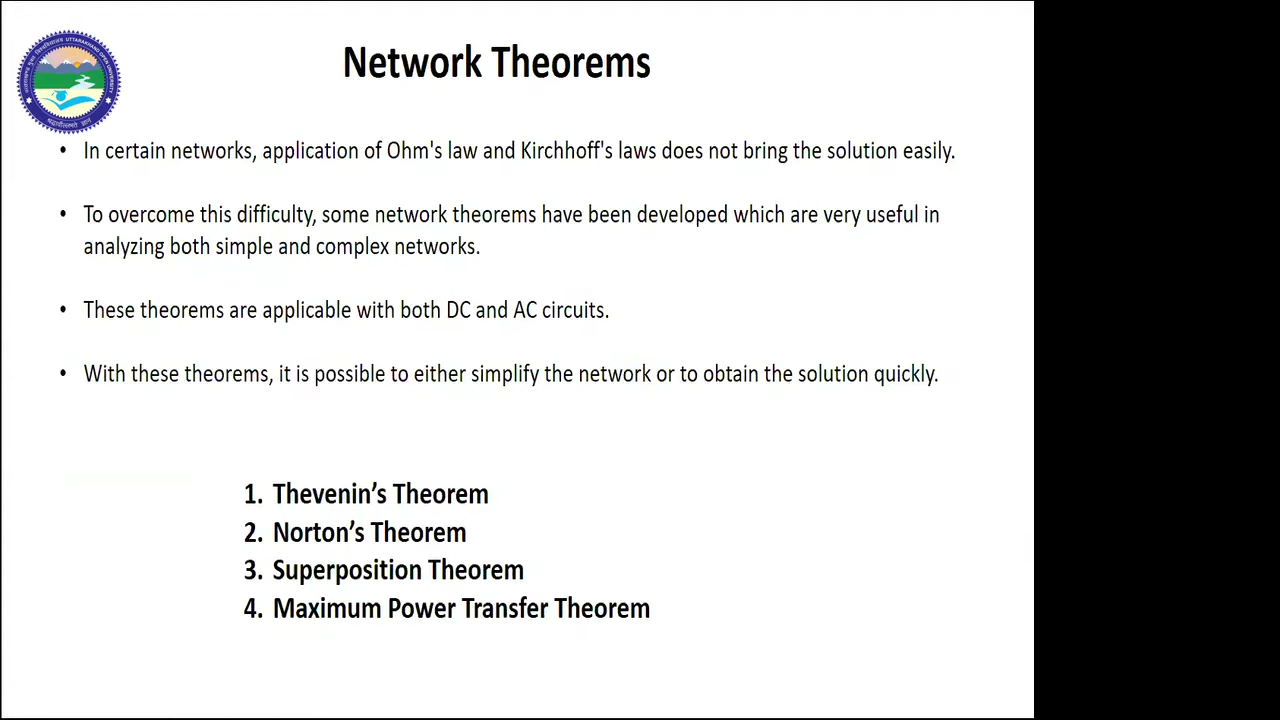 UTTARAKHAND OPEN UNIVERSITY
Network Theorems
• In certain networks, application of Ohm's law and Kirchhoff's laws does not bring the solution easily.
• To overcome this difficulty, some network theorems have been developed which are very useful in
analyzing both simple and complex networks.
• These theorems are applicable with both DC and AC circuits.
• With these theorems, it is possible to either simplify the network or to obtain the solution quickly.
1. Thevenin’s Theorem
2. Norton’s Theorem
3. Superposition Theorem
4. Maximum Power Transfer Theorem